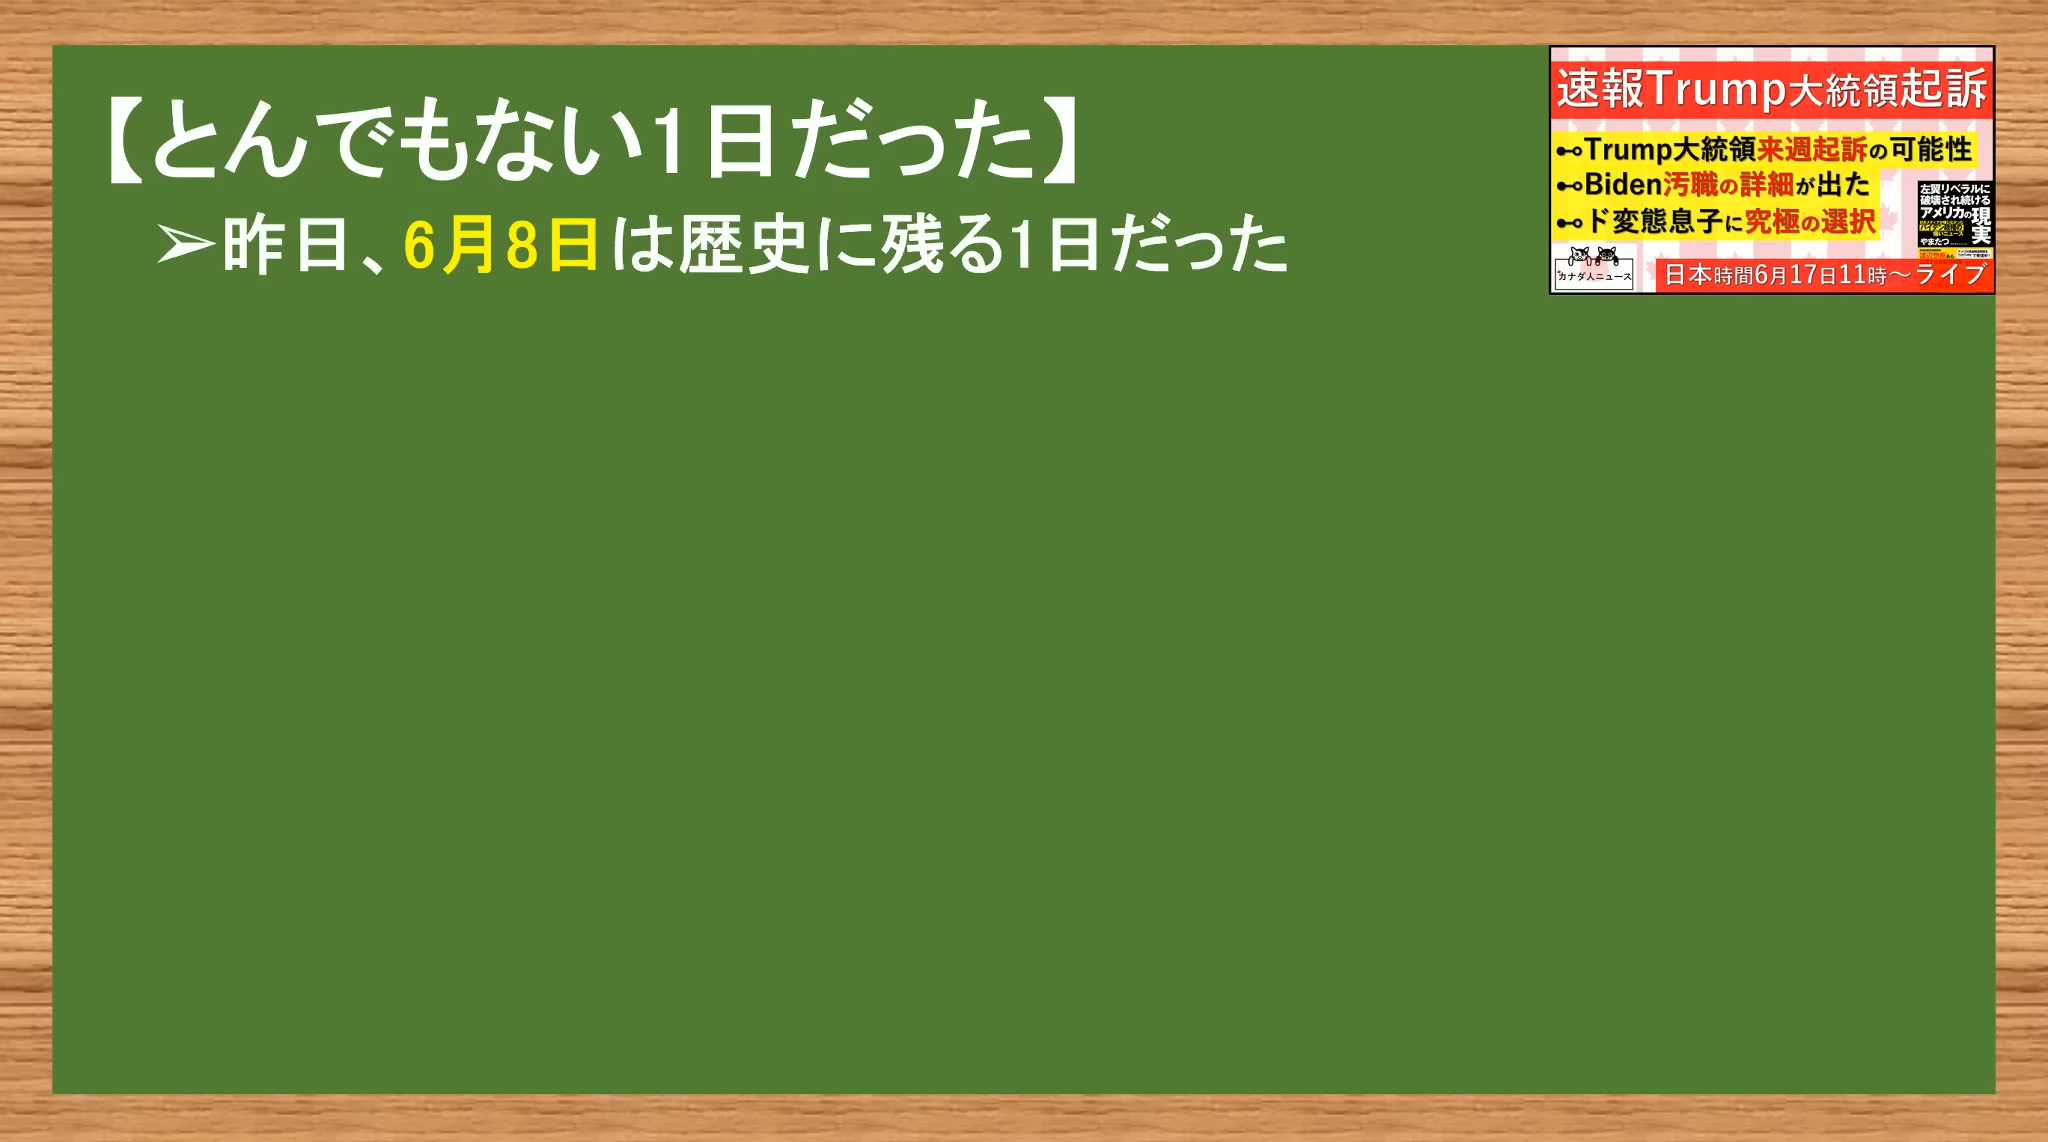 【とんでもない1日だった】
➢昨日、6月8日は歴史に残る1日だった
速報Trump大統領起訴
Trump大統領来週起訴の可能性
Biden汚職の詳細が出た
ド変態息子に究極の選択
左翼リベラルに
破壊され続ける
アメリカの現実
やまたつ
カナダ人ニュース
日本時間6月17日11時～ライブ